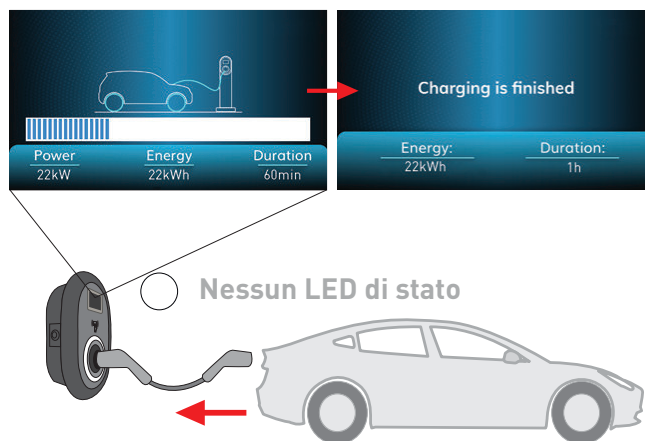 Charging is finished
Power Energy Duration
22kW 22kWh 60min
Energy: Duration:
22kWh 1h
Nessun LED di stato